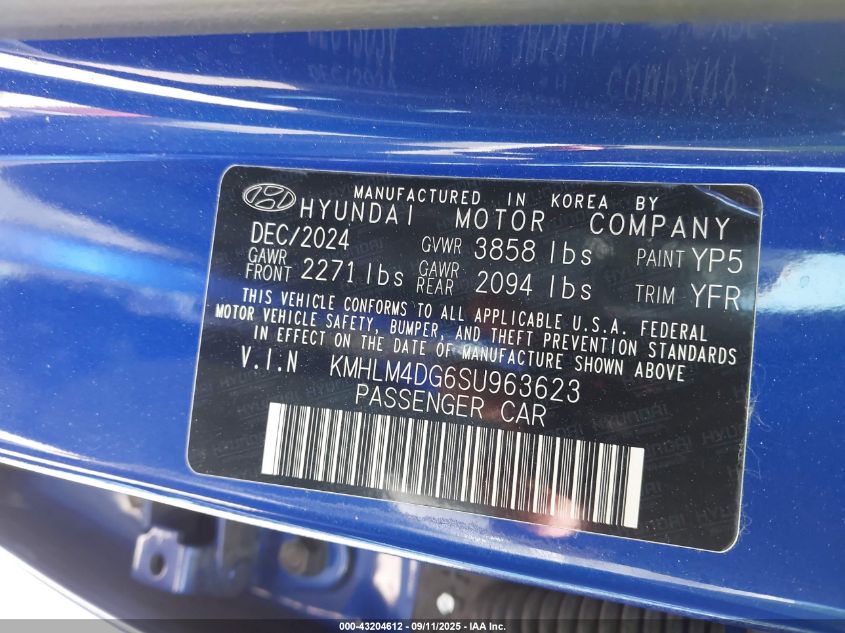 MANUFACTURED IN KOREA BY
HYUNDAI MOTOR COMPANY
DEC/2024 GVWR 3858 lbs PAINT YP5
GAWR FRONT 2271 lbs GAWR REAR 2094 lbs TRIM YFR
THIS VEHICLE CONFORMS TO ALL APPLICABLE U.S.A. FEDERAL
MOTOR VEHICLE SAFETY, BUMPER, AND THEFT PREVENTION STANDARDS
IN EFFECT ON THE DATE OF MANUFACTURE SHOWN ABOVE
V.I.N KMHLM4DG6SU963623
PASSENGER CAR
000-43204612 - 09/11/2025 - IAA Inc.